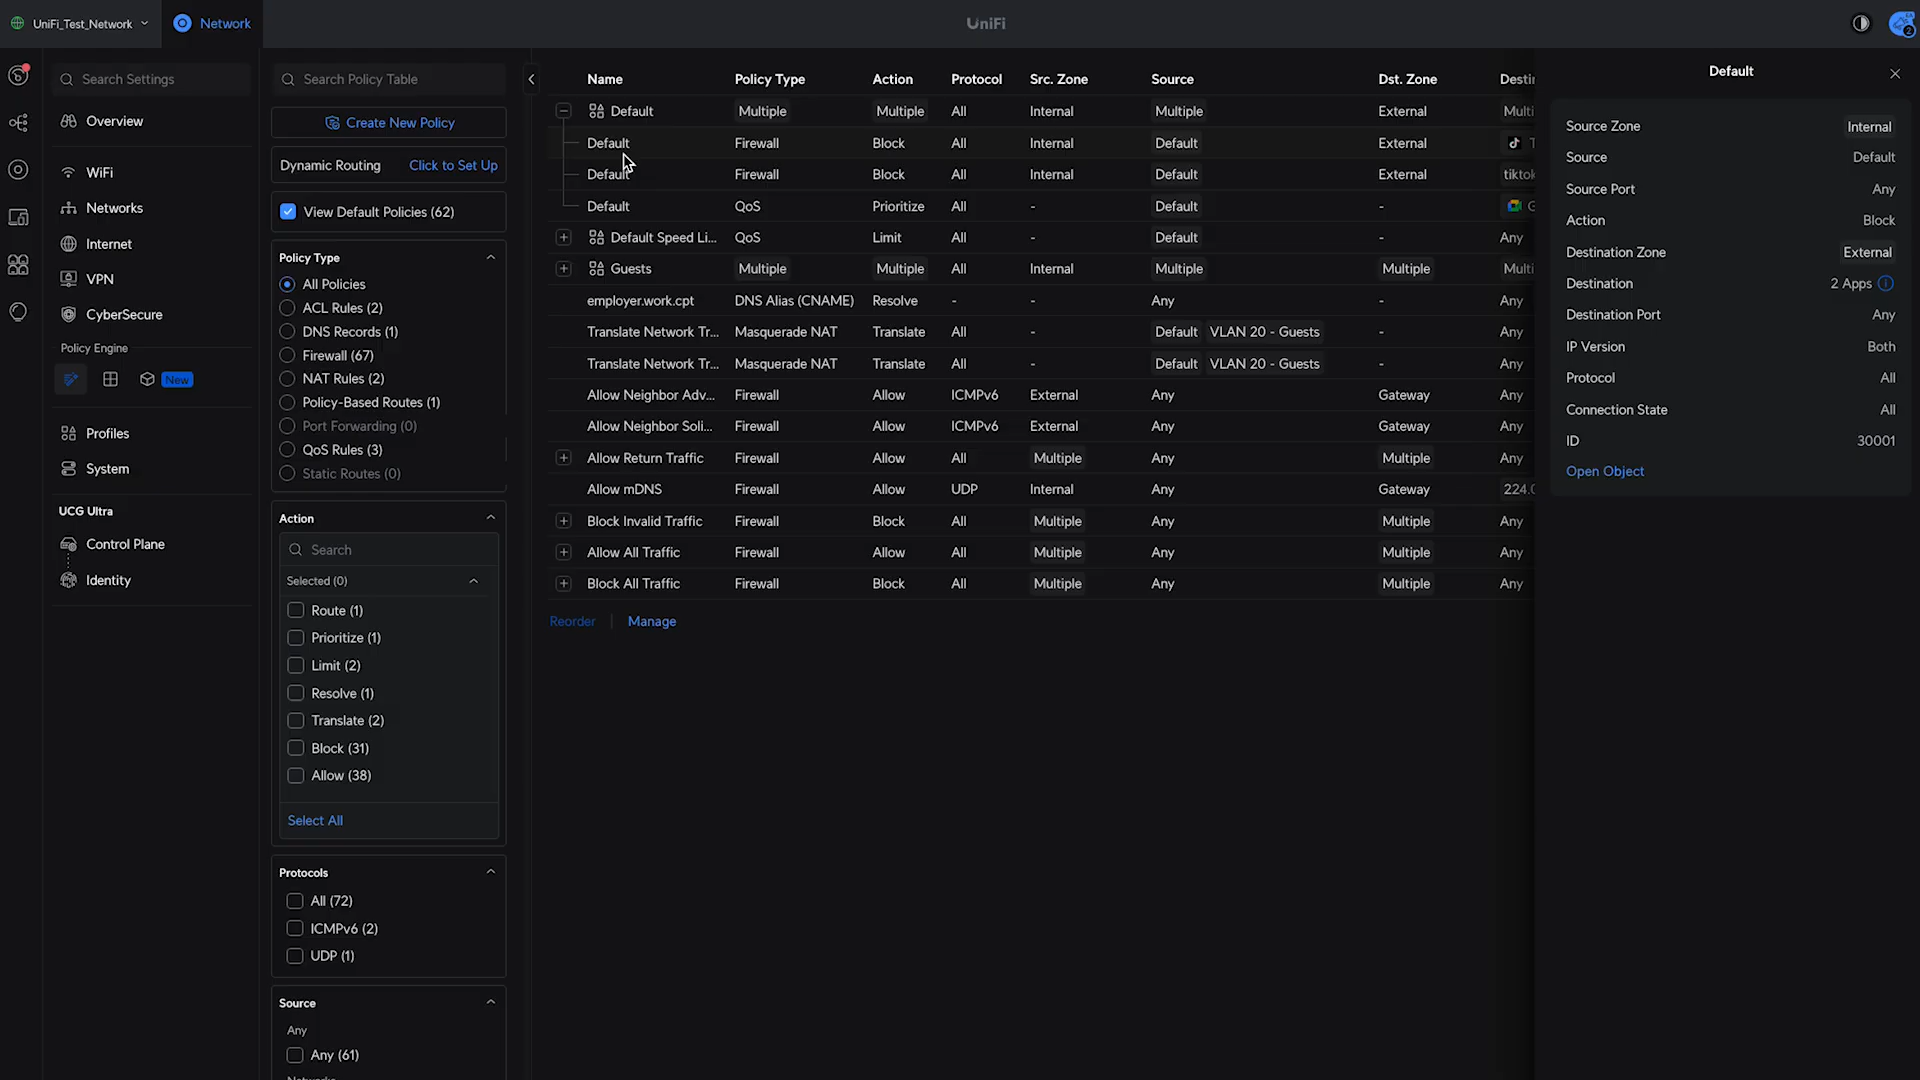 UniFi_Test_Network
Network
UniFi
2
Search Settings
Overview
WiFi
Networks
Internet
VPN
CyberSecure
Policy Engine
New
Profiles
System
UCG Ultra
Control Plane
Identity
Search Policy Table
Create New Policy
Dynamic Routing Click to Set Up
View Default Policies (62)
Policy Type
All Policies
ACL Rules (2)
DNS Records (1)
Firewall (67)
NAT Rules (2)
Policy-Based Routes (1)
Port Forwarding (0)
QoS Rules (3)
Static Routes (0)
Action
Search
Selected (0)
Route (1)
Prioritize (1)
Limit (2)
Resolve (1)
Translate (2)
Block (31)
Allow (38)
Select All
Protocols
All (72)
ICMPv6 (2)
UDP (1)
Source
Any
Any (61)
Name Policy Type Action Protocol Src. Zone Source Dst. Zone Destin
Default Multiple Multiple All Internal Multiple External Multi
Default Firewall Block All Internal Default External T
Default Firewall Block All Internal Default External tiktok
Default QoS Prioritize All - Default - G
Default Speed Li... QoS Limit All - Default - Any
Guests Multiple Multiple All Internal Multiple Multiple Multi
employer.work.cpt DNS Alias (CNAME) Resolve - - Any - Any
Translate Network Tr... Masquerade NAT Translate All - Default VLAN 20 - Guests - Any
Translate Network Tr... Masquerade NAT Translate All - Default VLAN 20 - Guests - Any
Allow Neighbor Adv... Firewall Allow ICMPv6 External Any Gateway Any
Allow Neighbor Soli... Firewall Allow ICMPv6 External Any Gateway Any
Allow Return Traffic Firewall Allow All Multiple Any Multiple Any
Allow mDNS Firewall Allow UDP Internal Any Gateway 224.0
Block Invalid Traffic Firewall Block All Multiple Any Multiple Any
Allow All Traffic Firewall Allow All Multiple Any Multiple Any
Block All Traffic Firewall Block All Multiple Any Multiple Any
Reorder | Manage
Default
Source Zone Internal
Source Default
Source Port Any
Action Block
Destination Zone External
Destination 2 Apps
Destination Port Any
IP Version Both
Protocol All
Connection State All
ID 30001
Open Object